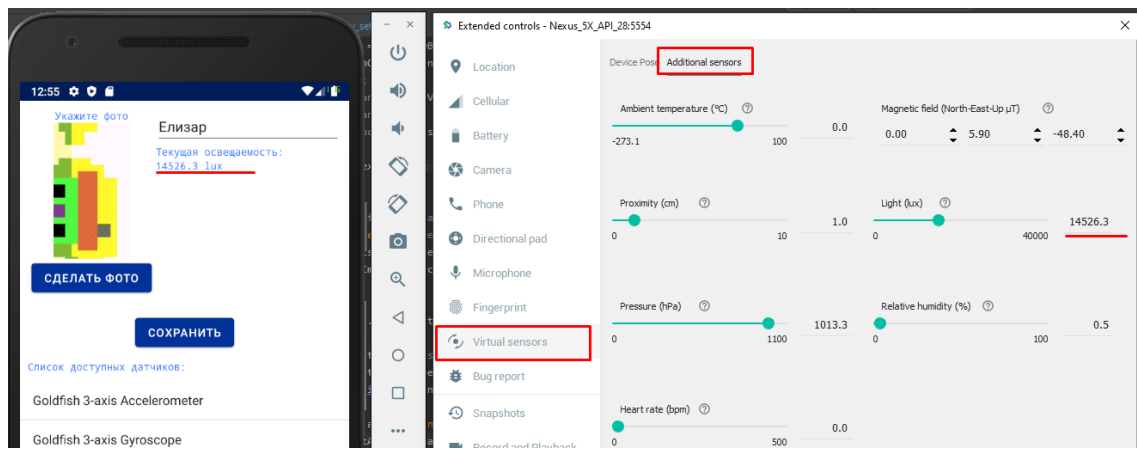 Extended controls - Nexus_5X_API_28:5554
12:55
Укажите фото
Елизар
Текущая освещаемость:
14526.3 lux
СДЕЛАТЬ ФОТО
СОХРАНИТЬ
Список доступных датчиков:
Goldfish 3-axis Accelerometer
Goldfish 3-axis Gyroscope
Location
Cellular
Battery
Camera
Phone
Directional pad
Microphone
Fingerprint
Virtual sensors
Bug report
Snapshots
Record and Playback
Device Pose Additional sensors
Ambient temperature (°C)
-273.1 100 0.0
Magnetic field (North-East-Up μT)
0.00 5.90 -48.40
Proximity (cm)
0 10 1.0
Light (lux)
0 40000 14526.3
Pressure (hPa)
0 1100 1013.3
Relative humidity (%)
0 100 0.5
Heart rate (bpm)
0 500 0.0